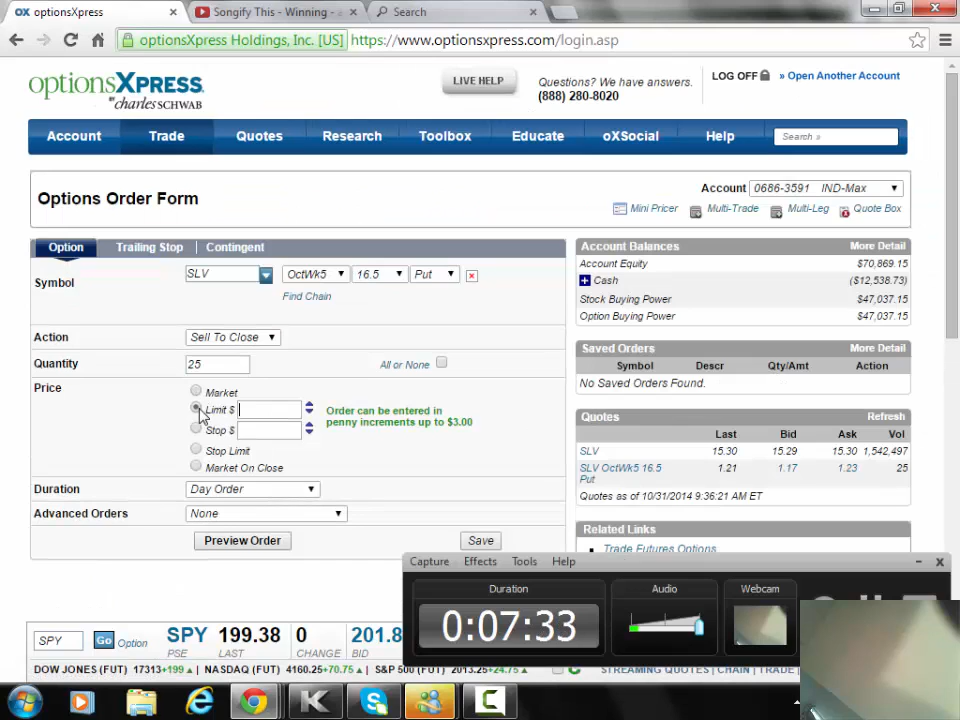 optionsXpress
Songify This - Winning -
Search
optionsXpress Holdings, Inc. [US]
https://www.optionsxpress.com/login.asp
optionsXpress
by charles SCHWAB
LIVE HELP
Questions? We have answers.
(888) 280-8020
LOG OFF
» Open Another Account
Account Trade Quotes Research Toolbox Educate oXSocial Help
Search »
Options Order Form
Account 0686-3591 IND-Max
Mini Pricer Multi-Trade Multi-Leg Quote Box
Option Trailing Stop Contingent
Symbol SLV OctWk5 16.5 Put
Find Chain
Action Sell To Close
Quantity 25 All or None
Price
Market
Limit $
Order can be entered in
penny increments up to $3.00
Stop $
Stop Limit
Market On Close
Duration Day Order
Advanced Orders None
Preview Order Save
Account Balances More Detail
Account Equity $70,869.15
Cash ($12,538.73)
Stock Buying Power $47,037.15
Option Buying Power $47,037.15
Saved Orders More Detail
Symbol Descr Qty/Amt Action
No Saved Orders Found.
Quotes Refresh
Last Bid Ask Vol
SLV 15.30 15.29 15.30 1,542,497
SLV OctWk5 16.5 1.21 1.17 1.23 25
Put
Quotes as of 10/31/2014 9:36:21 AM ET
Related Links
Trade Futures Options
Capture Effects Tools Help
Duration
0:07:33
Audio
Webcam
SPY Go Option
SPY 199.38 0 201.8
PSE LAST CHANGE BID
DOW JONES (FUT) 17313+199 NASDAQ (FUT) 4160.25+70.75 S&P 500 (FUT) 2013.25+24.75
STREAMING QUOTES | CHAIN | TRADE